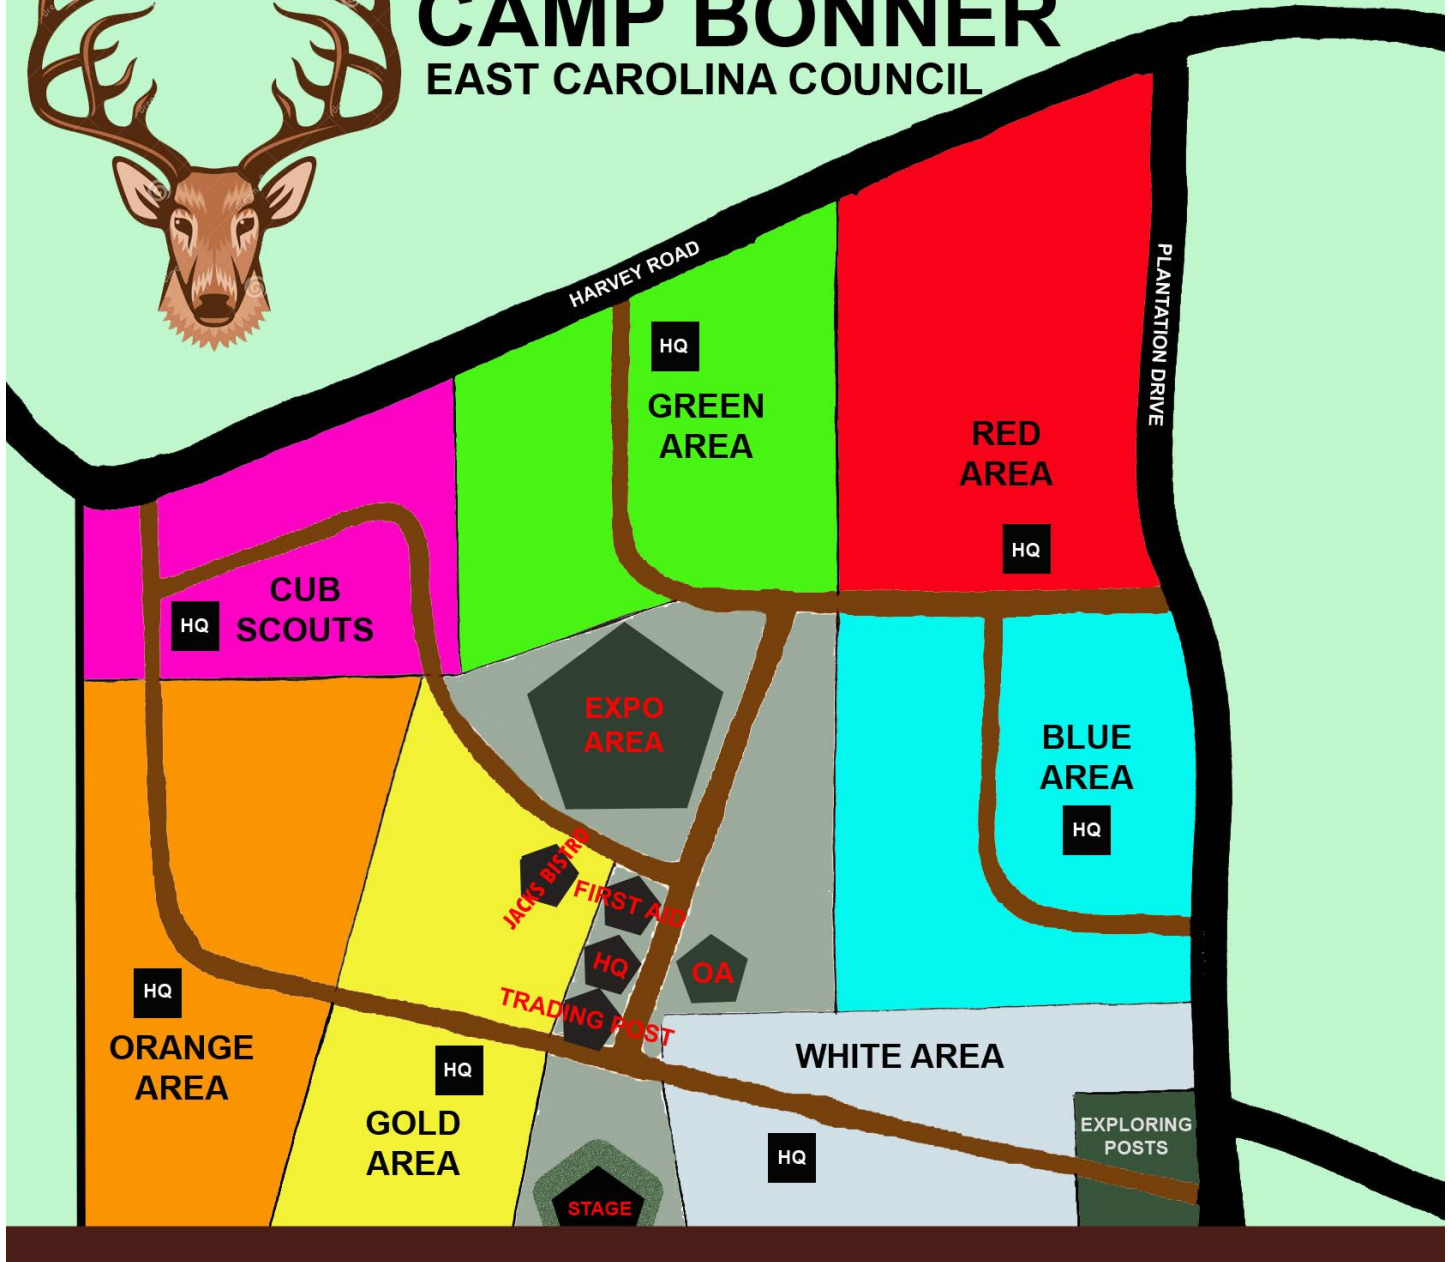 CAMP BONNER
EAST CAROLINA COUNCIL
HARVEY ROAD
PLANTATION DRIVE
HQ
GREEN
AREA
RED
AREA
HQ
CUB
SCOUTS
HQ
EXPO
AREA
BLUE
AREA
HQ
JACKS BISTRO
FIRST AID
HQ
OA
TRADING POST
HQ
ORANGE
AREA
HQ
GOLD
AREA
WHITE AREA
HQ
EXPLORING
POSTS
STAGE